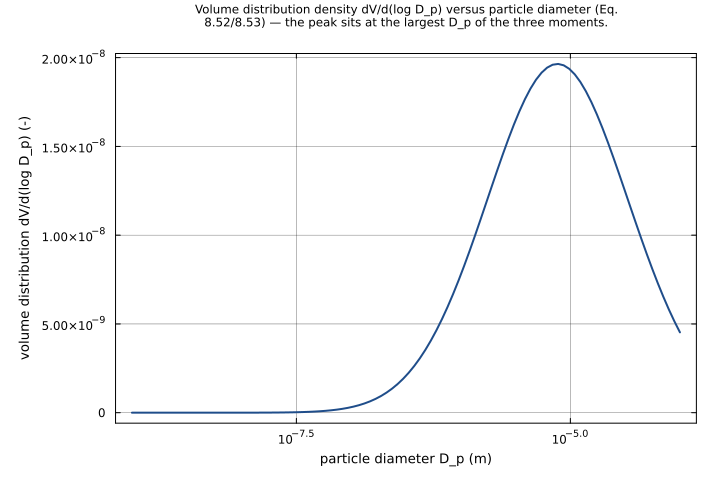 Volume distribution density dV/d(log D_p) versus particle diameter (Eq.
8.52/8.53) — the peak sits at the largest D_p of the three moments.
volume distribution dV/d(log D_p) (-)
2.00×10⁻⁸
1.50×10⁻⁸
1.00×10⁻⁸
5.00×10⁻⁹
0
10⁻⁷·⁵
10⁻⁵·⁰
particle diameter D_p (m)